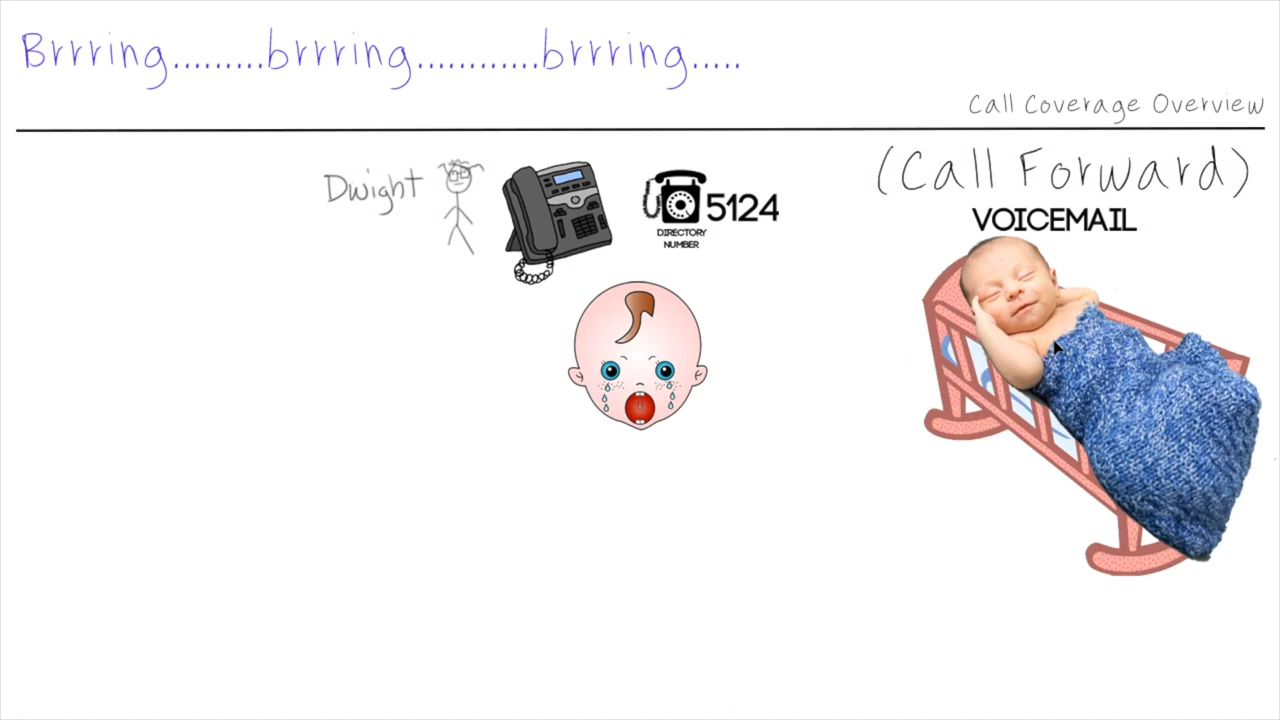 Brrring.........brrring............brrring.....
Call Coverage Overview
(Call Forward)
Dwight
5124
DIRECTORY
NUMBER
VOICEMAIL